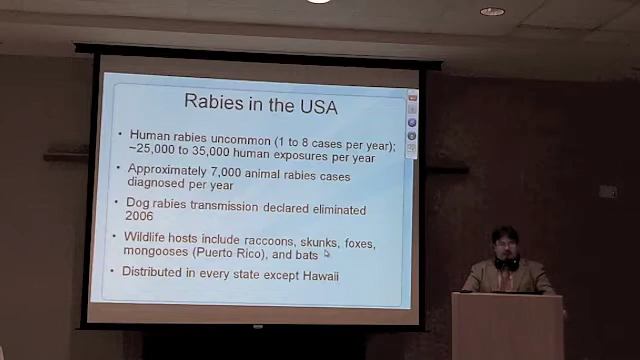 Rabies in the USA
• Human rabies uncommon (1 to 8 cases per year);
~25,000 to 35,000 human exposures per year
• Approximately 7,000 animal rabies cases
diagnosed per year
• Dog rabies transmission declared eliminated
2006
• Wildlife hosts include raccoons, skunks, foxes,
mongooses (Puerto Rico), and bats
• Distributed in every state except Hawaii